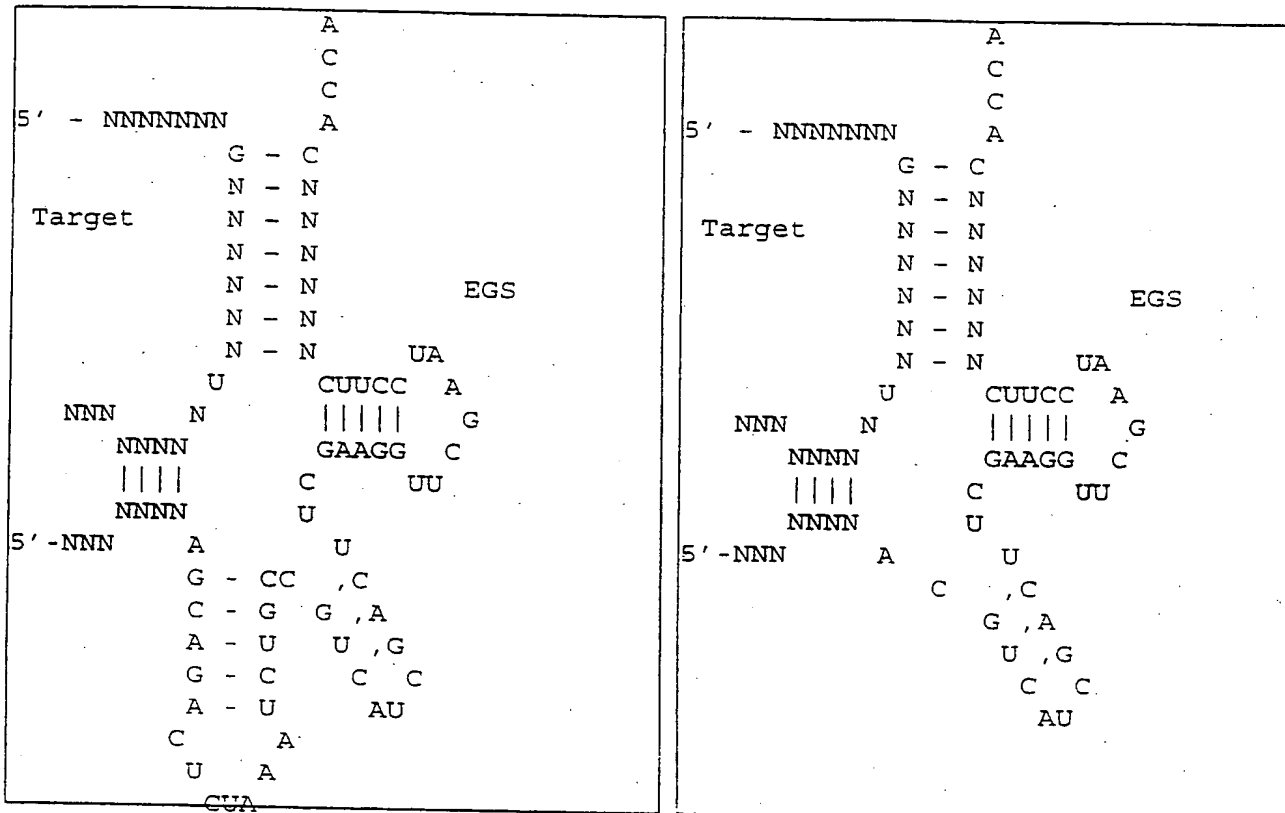 A
C
C
5' - NNNNNNN A
G - C
N - N
Target N - N
N - N
N - N EGS
N - N
N - N UA
U CUUCC A
NNN N | | | | | G
NNNN GAAGG C
| | | | C UU
NNNN U
5'-NNN A U
G - CC ,C
C - G G ,A
A - U U ,G
G - C C C
A - U AU
C A
U A
CUA
A
C
C
5' - NNNNNNN A
G - C
N - N
Target N - N
N - N
N - N EGS
N - N
N - N UA
U CUUCC A
NNN N | | | | | G
NNNN GAAGG C
| | | | C UU
NNNN U
5'-NNN A U
C ,C
G ,A
U ,G
C C
AU